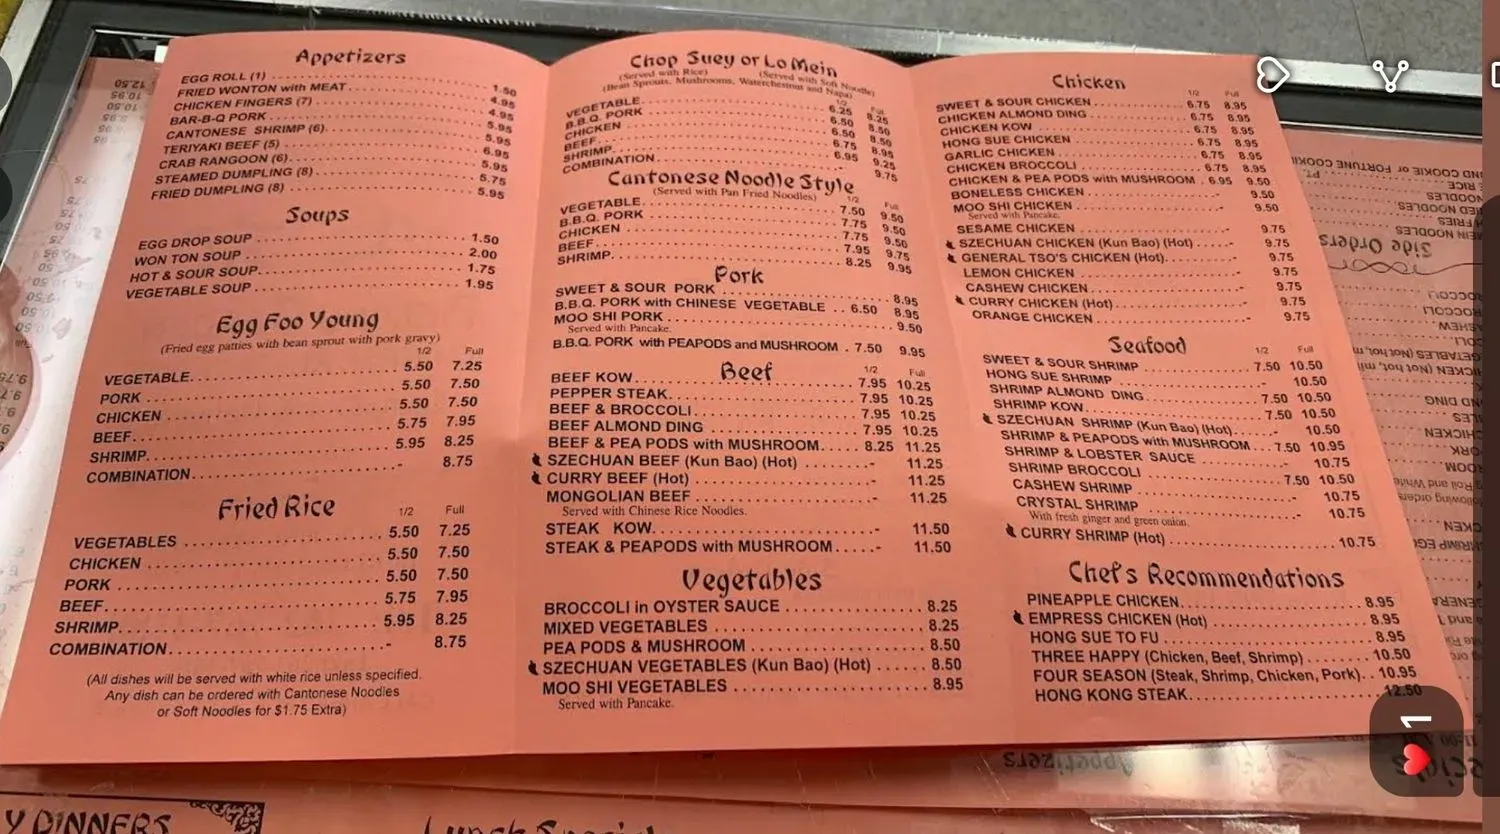 Appetizers
EGG ROLL (1) 1.50
FRIED WONTON with MEAT 4.95
CHICKEN FINGERS (7) 4.95
BAR-B-Q PORK 5.95
CANTONESE SHRIMP (6) 5.95
TERIYAKI BEEF (5) 6.95
CRAB RANGOON (6) 5.95
STEAMED DUMPLING (8) 5.75
FRIED DUMPLING (8) 5.95
Soups
EGG DROP SOUP 1.50
WON TON SOUP 2.00
HOT & SOUR SOUP 1.75
VEGETABLE SOUP 1.95
Egg Foo Young
(Fried egg patties with bean sprout with pork gravy)
1/2 Full
VEGETABLE 5.50 7.25
PORK 5.50 7.50
CHICKEN 5.50 7.50
BEEF 5.75 7.95
SHRIMP 5.95 8.25
COMBINATION - 8.75
Fried Rice
1/2 Full
VEGETABLES 5.50 7.25
CHICKEN 5.50 7.50
PORK 5.50 7.50
BEEF 5.75 7.95
SHRIMP 5.95 8.25
COMBINATION - 8.75
(All dishes will be served with white rice unless specified.
Any dish can be ordered with Cantonese Noodles
or Soft Noodles for $1.75 Extra)
Chop Suey or Lo Mein
(Served with Rice) (Served with Soft Noodle)
(Bean Sprouts, Mushrooms, Waterchestnut and Napa)
1/2 Full
VEGETABLE 6.25 8.25
B.B.Q. PORK 6.50 8.50
CHICKEN 6.50 8.50
BEEF 6.75 8.95
SHRIMP 6.95 9.25
COMBINATION - 9.75
Cantonese Noodle Style
(Served with Pan Fried Noodles)
1/2 Full
VEGETABLE 7.50 9.50
B.B.Q. PORK 7.75 9.50
CHICKEN 7.75 9.50
BEEF 7.95 9.75
SHRIMP 8.25 9.95
Pork
SWEET & SOUR PORK 8.95
B.B.Q. PORK with CHINESE VEGETABLE 6.50 8.95
MOO SHI PORK 9.50
Served with Pancake.
B.B.Q. PORK with PEAPODS and MUSHROOM 7.50 9.95
Beef
1/2 Full
BEEF KOW 7.95 10.25
PEPPER STEAK 7.95 10.25
BEEF & BROCCOLI 7.95 10.25
BEEF ALMOND DING 7.95 10.25
BEEF & PEA PODS with MUSHROOM 8.25 11.25
SZECHUAN BEEF (Kun Bao) (Hot) - 11.25
CURRY BEEF (Hot) - 11.25
MONGOLIAN BEEF - 11.25
Served with Chinese Rice Noodles.
STEAK KOW - 11.50
STEAK & PEAPODS with MUSHROOM - 11.50
Vegetables
BROCCOLI in OYSTER SAUCE 8.25
MIXED VEGETABLES 8.25
PEA PODS & MUSHROOM 8.50
SZECHUAN VEGETABLES (Kun Bao) (Hot) 8.50
MOO SHI VEGETABLES 8.95
Served with Pancake.
Chicken
1/2 Full
SWEET & SOUR CHICKEN 6.75 8.95
CHICKEN ALMOND DING 6.75 8.95
CHICKEN KOW 6.75 8.95
HONG SUE CHICKEN 6.75 8.95
GARLIC CHICKEN 6.75 8.95
CHICKEN BROCCOLI 6.75 8.95
CHICKEN & PEA PODS with MUSHROOM 6.95 9.50
BONELESS CHICKEN - 9.50
MOO SHI CHICKEN - 9.50
Served with Pancake.
SESAME CHICKEN - 9.75
SZECHUAN CHICKEN (Kun Bao) (Hot) - 9.75
GENERAL TSO'S CHICKEN (Hot) - 9.75
LEMON CHICKEN - 9.75
CASHEW CHICKEN - 9.75
CURRY CHICKEN (Hot) - 9.75
ORANGE CHICKEN - 9.75
Seafood
1/2 Full
SWEET & SOUR SHRIMP 7.50 10.50
HONG SUE SHRIMP - 10.50
SHRIMP ALMOND DING 7.50 10.50
SHRIMP KOW 7.50 10.50
SZECHUAN SHRIMP (Kun Bao) (Hot) - 10.50
SHRIMP & PEAPODS with MUSHROOM 7.50 10.95
SHRIMP & LOBSTER SAUCE - 10.75
SHRIMP BROCCOLI 7.50 10.50
CASHEW SHRIMP - 10.75
CRYSTAL SHRIMP - 10.75
With fresh ginger and green onion.
CURRY SHRIMP (Hot) 10.75
Chef's Recommendations
PINEAPPLE CHICKEN 8.95
EMPRESS CHICKEN (Hot) 8.95
HONG SUE TO FU 8.95
THREE HAPPY (Chicken, Beef, Shrimp) 10.50
FOUR SEASON (Steak, Shrimp, Chicken, Pork) 10.95
HONG KONG STEAK 12.50
Side Orders
Appetizers
Y DINNERS
1